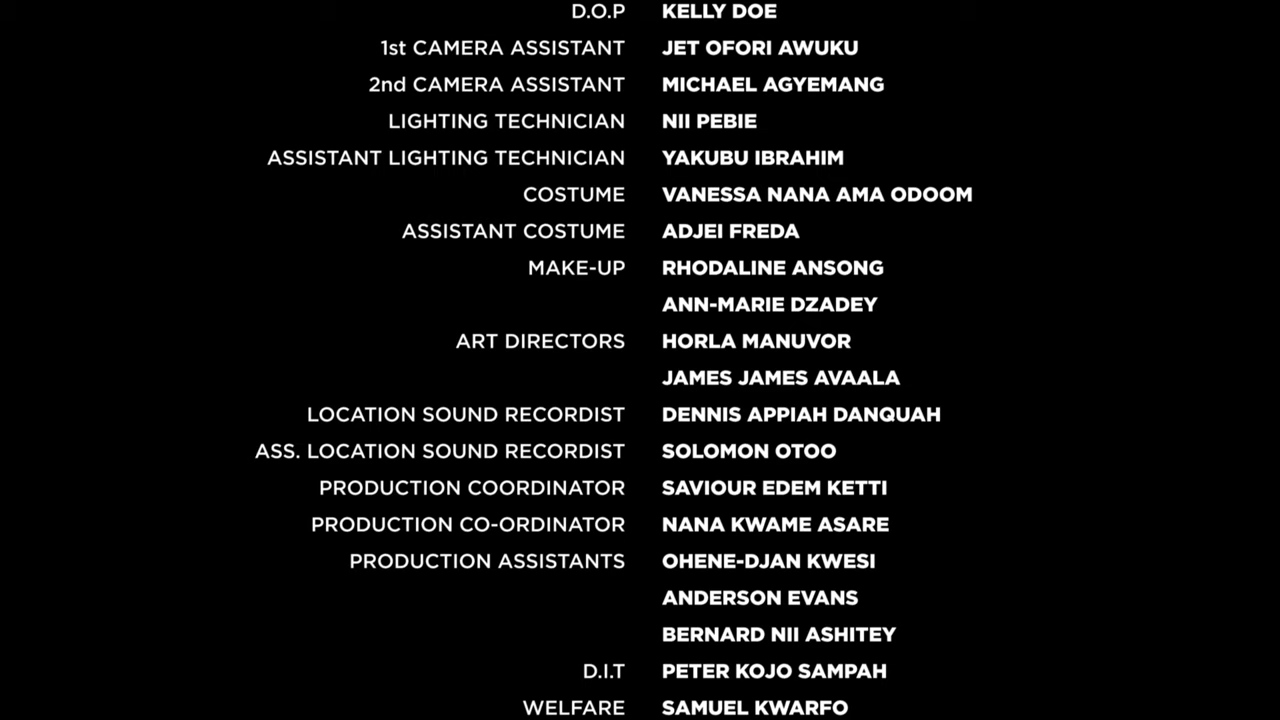 D.O.P KELLY DOE
1st CAMERA ASSISTANT JET OFORI AWUKU
2nd CAMERA ASSISTANT MICHAEL AGYEMANG
LIGHTING TECHNICIAN NII PEBIE
ASSISTANT LIGHTING TECHNICIAN YAKUBU IBRAHIM
COSTUME VANESSA NANA AMA ODOOM
ASSISTANT COSTUME ADJEI FREDA
MAKE-UP RHODALINE ANSONG
ANN-MARIE DZADEY
ART DIRECTORS HORLA MANUVOR
JAMES JAMES AVAALA
LOCATION SOUND RECORDIST DENNIS APPIAH DANQUAH
ASS. LOCATION SOUND RECORDIST SOLOMON OTOO
PRODUCTION COORDINATOR SAVIOUR EDEM KETTI
PRODUCTION CO-ORDINATOR NANA KWAME ASARE
PRODUCTION ASSISTANTS OHENE-DJAN KWESI
ANDERSON EVANS
BERNARD NII ASHITEY
D.I.T PETER KOJO SAMPAH
WELFARE SAMUEL KWARFO